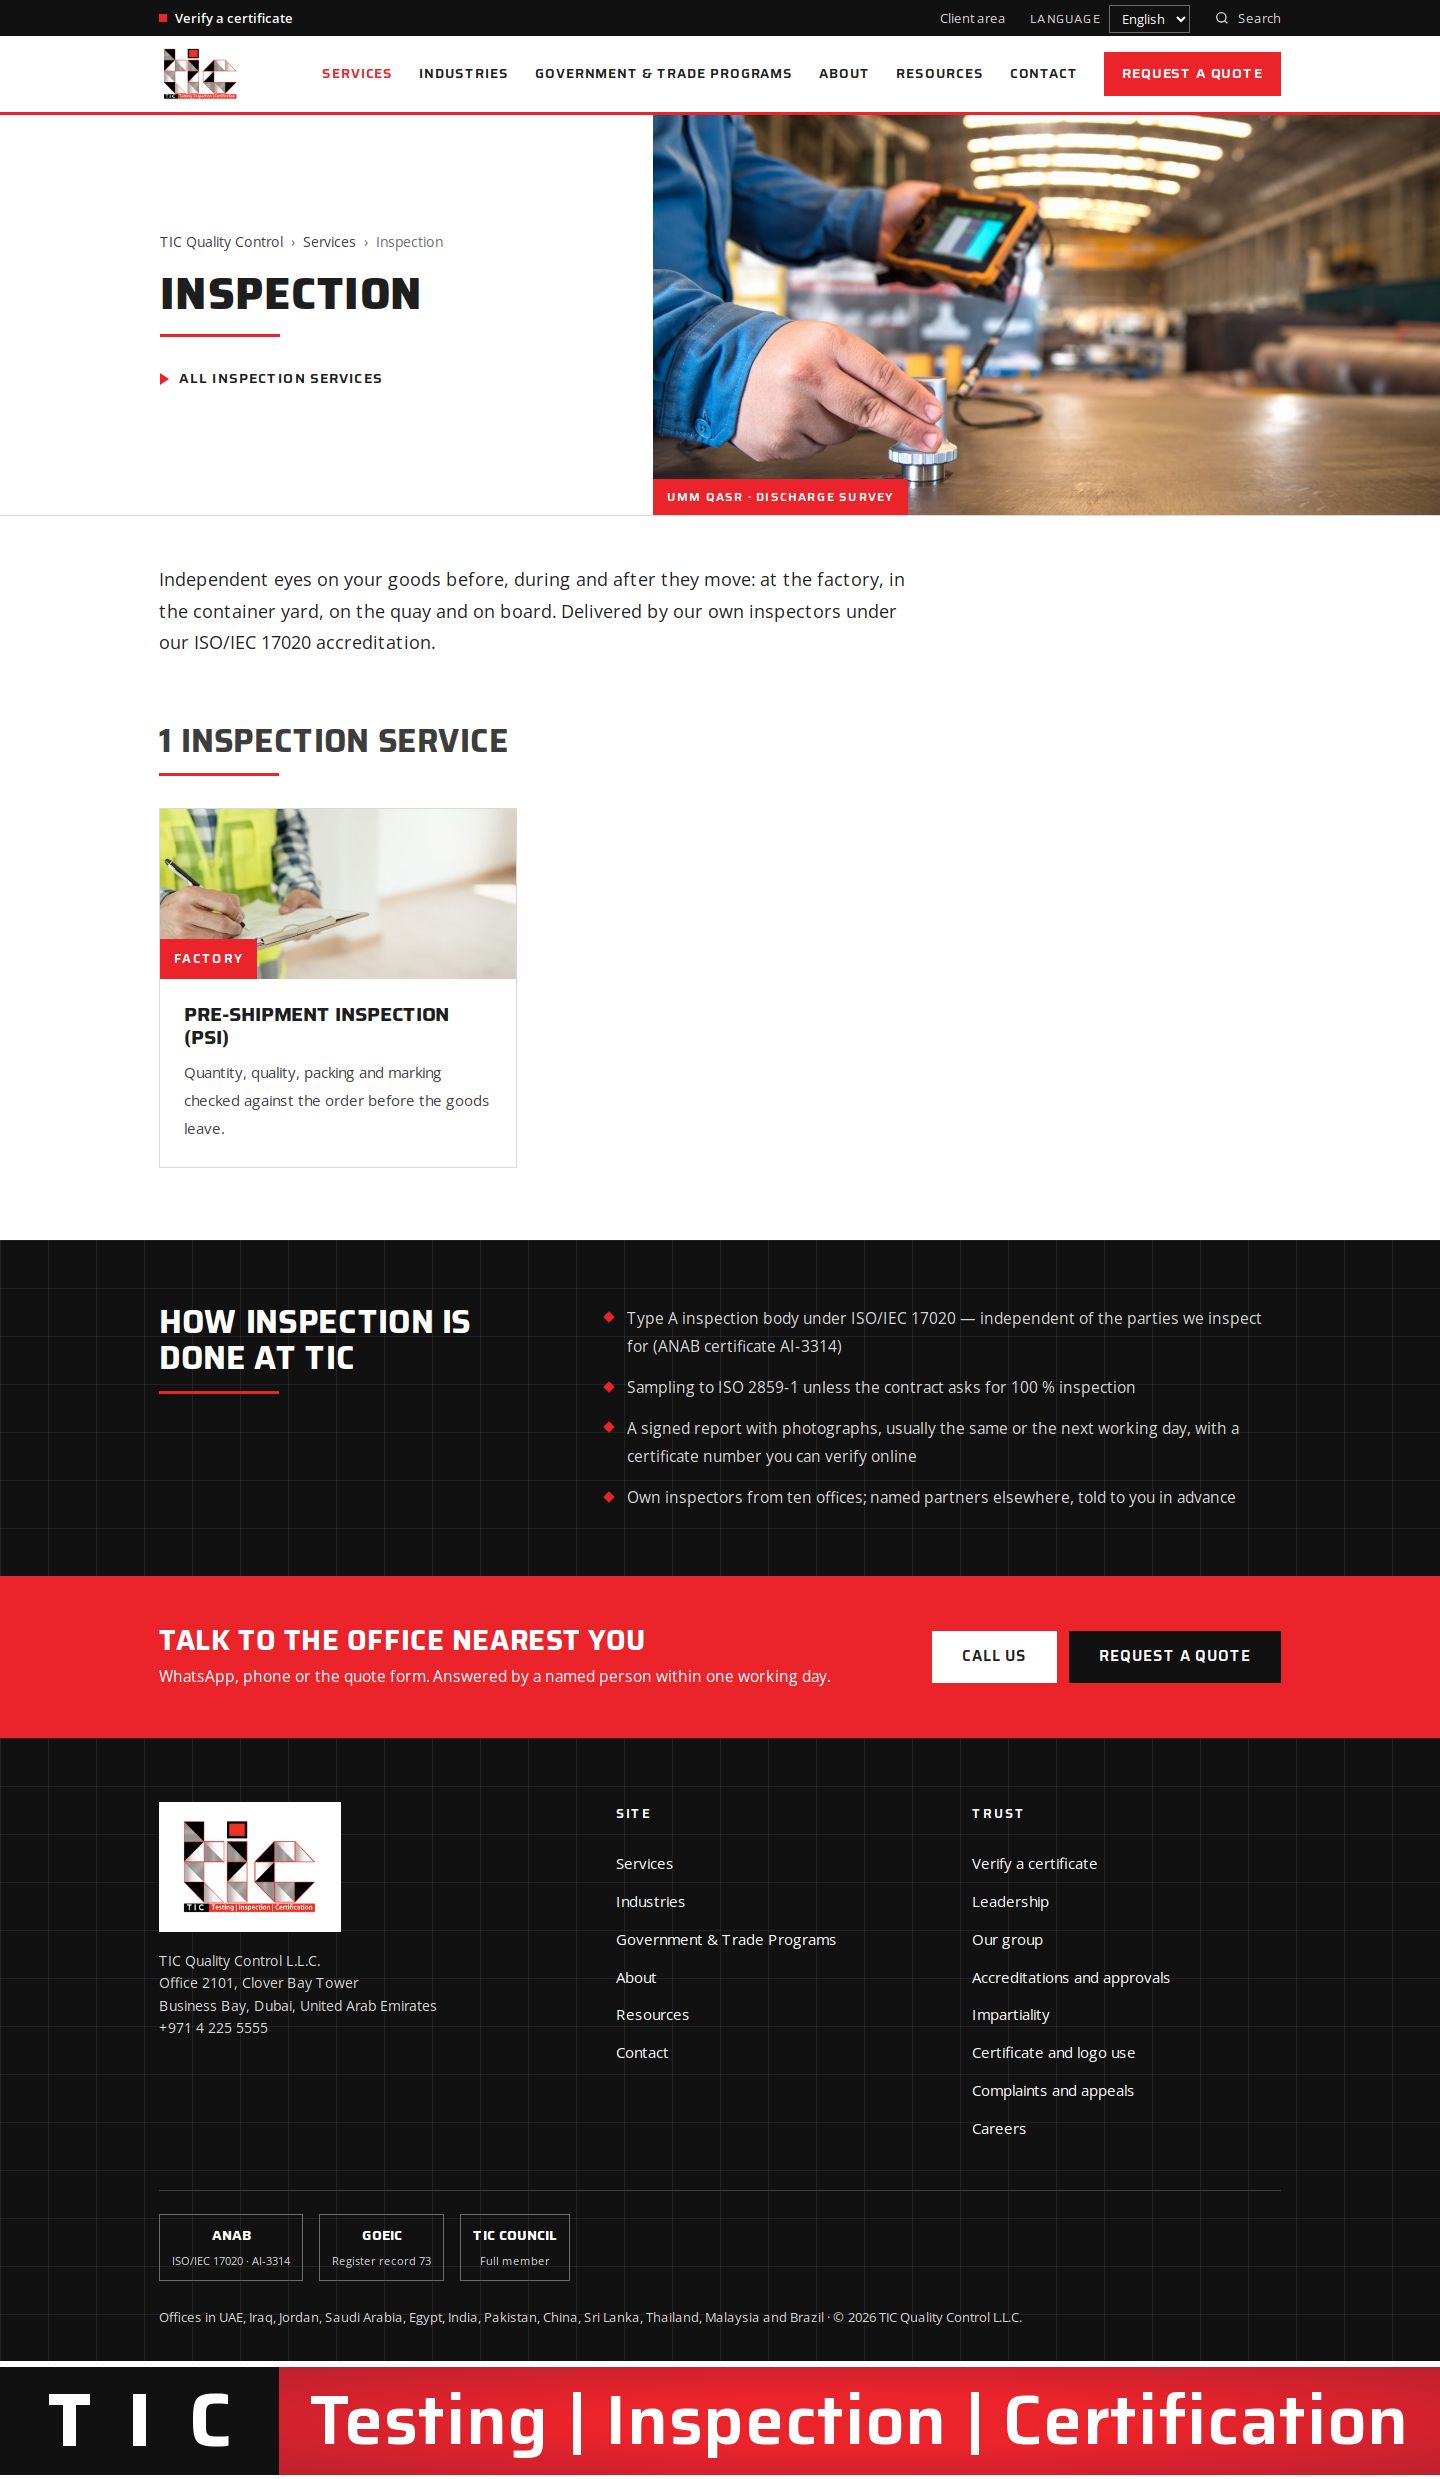 Verify a certificate
Client area
LANGUAGE
English
Search
tic
TIC Testing | Inspection | Certification
SERVICES
INDUSTRIES
GOVERNMENT & TRADE PROGRAMS
ABOUT
RESOURCES
CONTACT
REQUEST A QUOTE
TIC Quality Control › Services › Inspection
INSPECTION
ALL INSPECTION SERVICES
UMM QASR · DISCHARGE SURVEY
Independent eyes on your goods before, during and after they move: at the factory, in
the container yard, on the quay and on board. Delivered by our own inspectors under
our ISO/IEC 17020 accreditation.
1 INSPECTION SERVICE
FACTORY
PRE-SHIPMENT INSPECTION
(PSI)
Quantity, quality, packing and marking
checked against the order before the goods
leave.
HOW INSPECTION IS
DONE AT TIC
Type A inspection body under ISO/IEC 17020 — independent of the parties we inspect
for (ANAB certificate AI-3314)
Sampling to ISO 2859-1 unless the contract asks for 100 % inspection
A signed report with photographs, usually the same or the next working day, with a
certificate number you can verify online
Own inspectors from ten offices; named partners elsewhere, told to you in advance
TALK TO THE OFFICE NEAREST YOU
WhatsApp, phone or the quote form. Answered by a named person within one working day.
CALL US
REQUEST A QUOTE
tic
TIC Testing | Inspection | Certification
TIC Quality Control L.L.C.
Office 2101, Clover Bay Tower
Business Bay, Dubai, United Arab Emirates
+971 4 225 5555
SITE
Services
Industries
Government & Trade Programs
About
Resources
Contact
TRUST
Verify a certificate
Leadership
Our group
Accreditations and approvals
Impartiality
Certificate and logo use
Complaints and appeals
Careers
ANAB
ISO/IEC 17020 · AI-3314
GOEIC
Register record 73
TIC COUNCIL
Full member
Offices in UAE, Iraq, Jordan, Saudi Arabia, Egypt, India, Pakistan, China, Sri Lanka, Thailand, Malaysia and Brazil · © 2026 TIC Quality Control L.L.C.
TIC Testing | Inspection | Certification